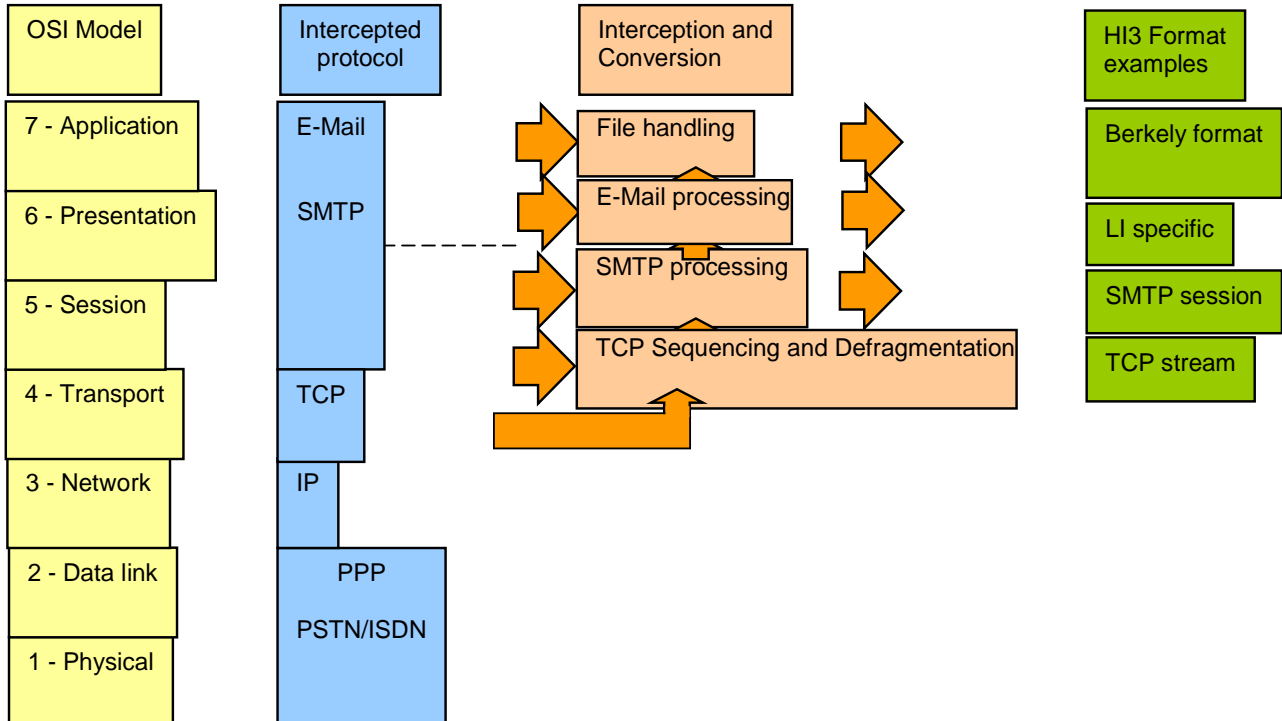 OSI Model
Intercepted
protocol
Interception and
Conversion
HI3 Format
examples
7 - Application
E-Mail
File handling
Berkely format
6 - Presentation
SMTP
E-Mail processing
LI specific
5 - Session
SMTP processing
SMTP session
4 - Transport
TCP
TCP Sequencing and Defragmentation
TCP stream
3 - Network
IP
2 - Data link
PPP
PSTN/ISDN
1 - Physical